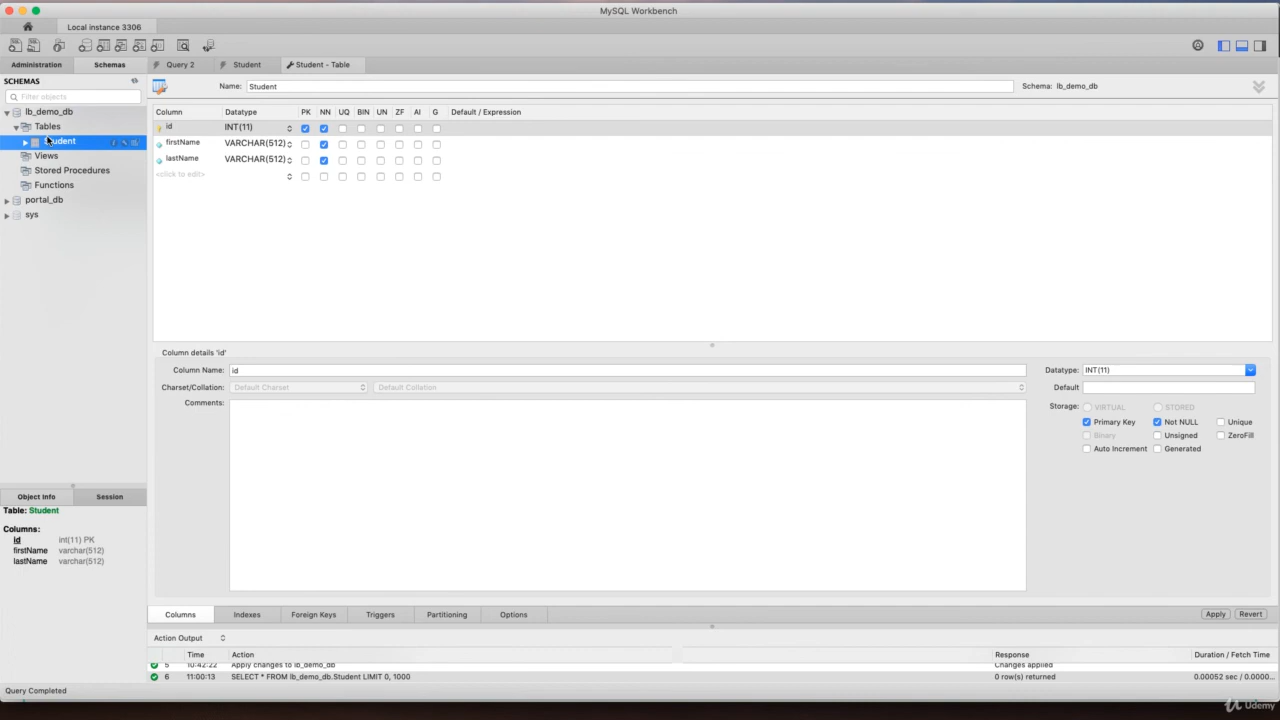 MySQL Workbench
Local instance 3306
Administration Schemas Query 2 Student Student - Table
SCHEMAS
Filter objects
Name: Student Schema: lb_demo_db
lb_demo_db
Tables
Student
Views
Stored Procedures
Functions
portal_db
sys
Column Datatype PK NN UQ BIN UN ZF AI G Default / Expression
id INT(11)
firstName VARCHAR(512)
lastName VARCHAR(512)
<click to edit>
Column details 'id'
Column Name: id Datatype: INT(11)
Charset/Collation: Default Charset Default Collation Default
Comments: Storage: VIRTUAL STORED
Primary Key Not NULL Unique
Binary Unsigned ZeroFill
Auto Increment Generated
Object Info Session
Table: Student
Columns:
id int(11) PK
firstName varchar(512)
lastName varchar(512)
Columns Indexes Foreign Keys Triggers Partitioning Options Apply Revert
Action Output
Time Action Response Duration / Fetch Time
5 10:42:22 Apply changes to lb_demo_db Changes applied
6 11:00:13 SELECT * FROM lb_demo_db.Student LIMIT 0, 1000 0 row(s) returned 0.00052 sec / 0.0000...
Query Completed
Udemy